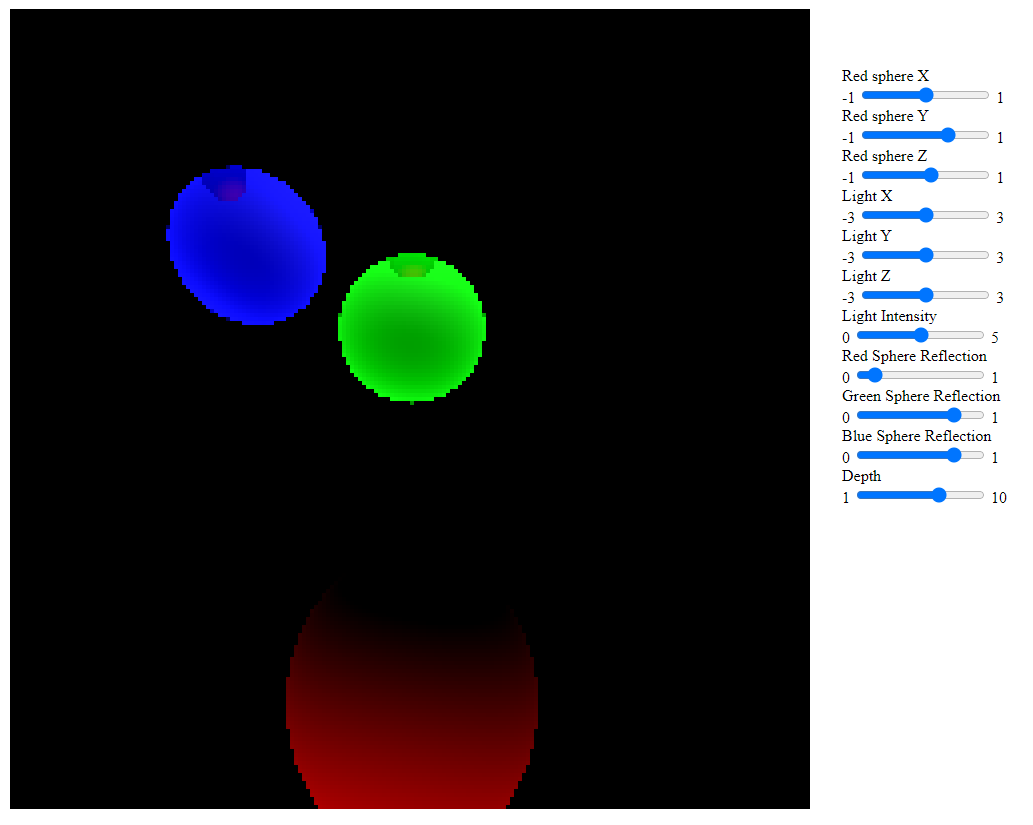 Red sphere X
-1 1
Red sphere Y
-1 1
Red sphere Z
-1 1
Light X
-3 3
Light Y
-3 3
Light Z
-3 3
Light Intensity
0 5
Red Sphere Reflection
0 1
Green Sphere Reflection
0 1
Blue Sphere Reflection
0 1
Depth
1 10